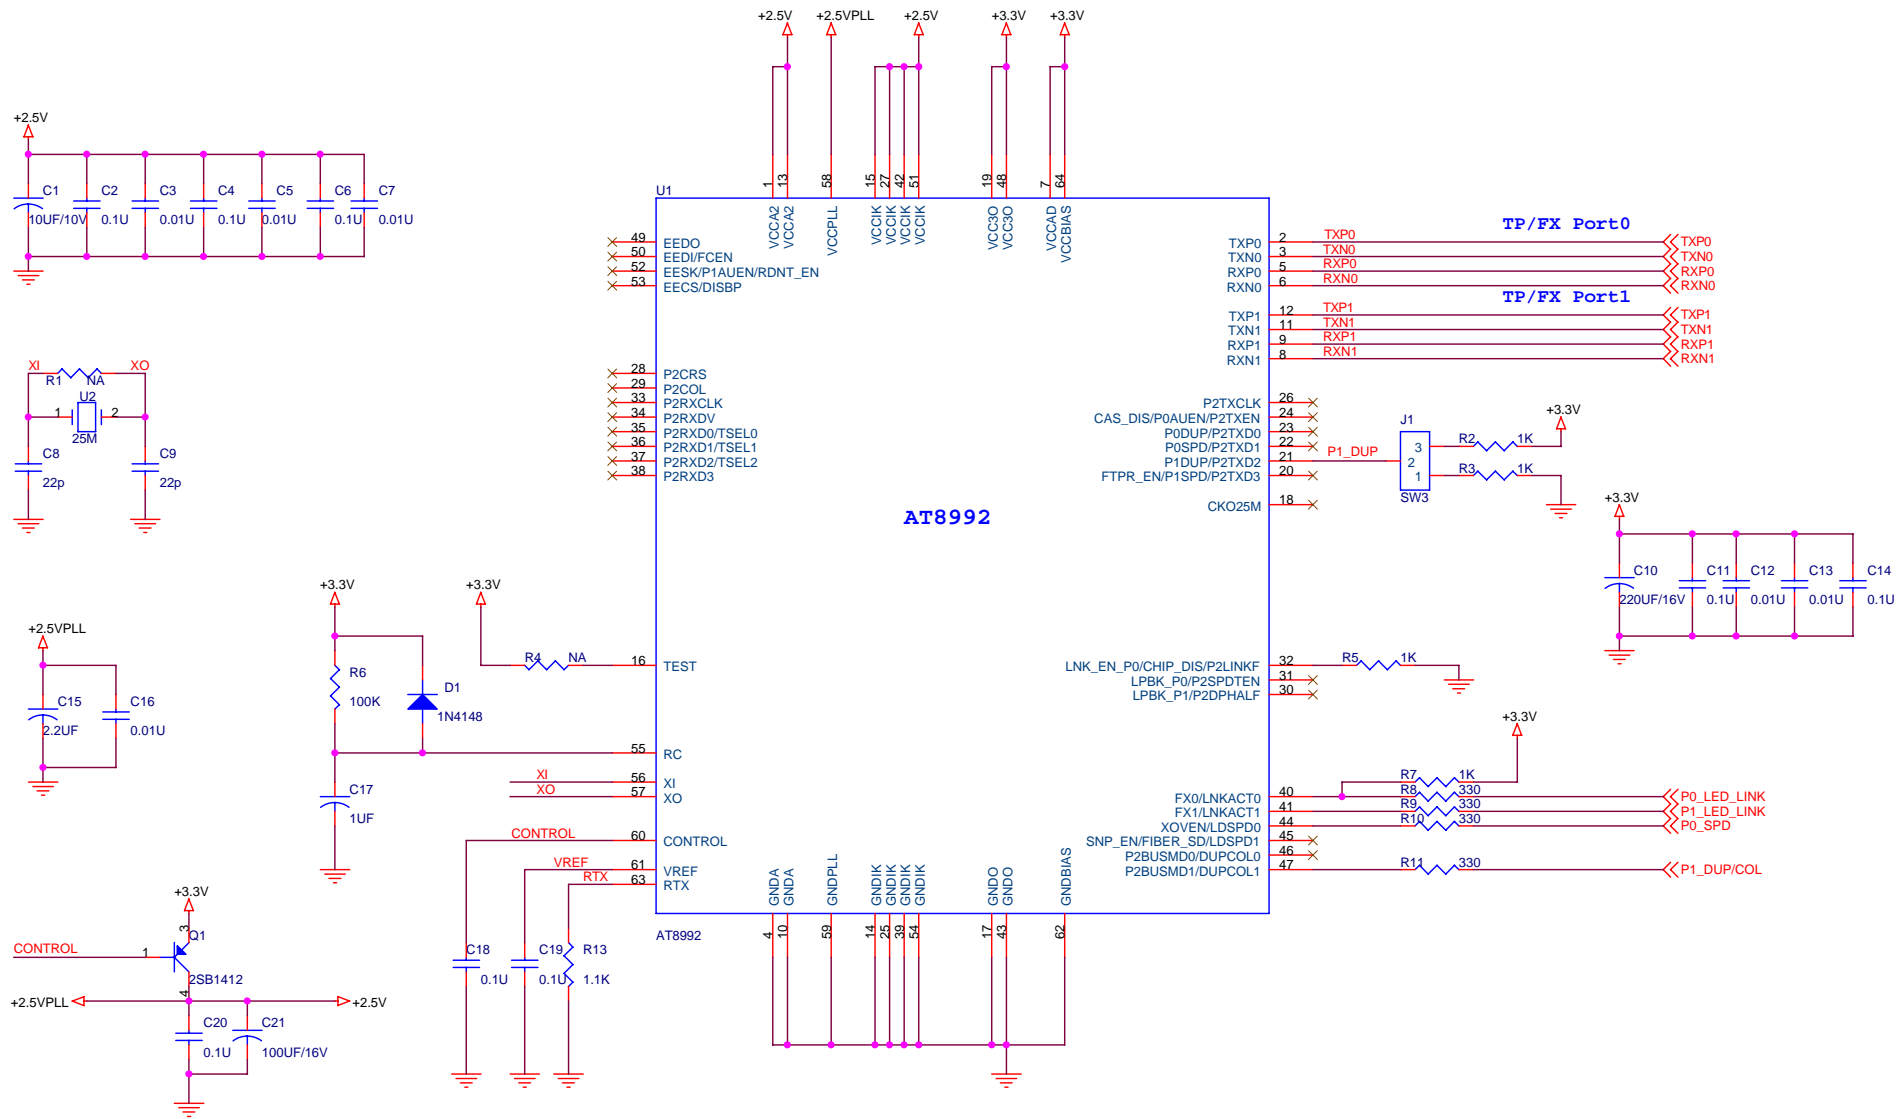 +2.5V +2.5VPLL +2.5V +3.3V +3.3V
1 13 58 15 27 42 51 19 48 7 64
U1
VCCA2 VCCA2 VCCPLL VCCIK VCCIK VCCIK VCCIK VCC3O VCC3O VCCAD VCCBIAS
+2.5V
C1 C2 C3 C4 C5 C6 C7
10UF/10V 0.1U 0.01U 0.1U 0.01U 0.1U 0.01U
XI XO
R1 NA
U2
1 2
25M
C8 C9
22p 22p
+2.5VPLL
C15 C16
2.2UF 0.01U
+3.3V
R6
100K
D1
1N4148
C17
1UF
+3.3V
R4 NA
49 EEDO
50 EEDI/FCEN
52 EESK/P1AUEN/RDNT_EN
53 EECS/DISBP
28 P2CRS
29 P2COL
33 P2RXCLK
34 P2RXDV
35 P2RXD0/TSEL0
36 P2RXD1/TSEL1
37 P2RXD2/TSEL2
38 P2RXD3
16 TEST
55 RC
XI 56 XI
XO 57 XO
CONTROL 60 CONTROL
VREF 61 VREF
RTX 63 RTX
AT8992
AT8992
TP/FX Port0
TXP0 2 TXP0 TXP0
TXN0 3 TXN0 TXN0
RXP0 5 RXP0 RXP0
RXN0 6 RXN0 RXN0
TP/FX Port1
TXP1 12 TXP1 TXP1
TXN1 11 TXN1 TXN1
RXP1 9 RXP1 RXP1
RXN1 8 RXN1 RXN1
P2TXCLK 26
CAS_DIS/P0AUEN/P2TXEN 24
P0DUP/P2TXD0 23
P0SPD/P2TXD1 22
P1DUP/P2TXD2 21 P1_DUP
FTPR_EN/P1SPD/P2TXD3 20
CKO25M 18
J1
3
2
1
SW3
+3.3V
R2 1K
R3 1K
+3.3V
C10 C11 C12 C13 C14
220UF/16V 0.1U 0.01U 0.01U 0.1U
LNK_EN_P0/CHIP_DIS/P2LINKF 32 R5 1K
LPBK_P0/P2SPDTEN 31
LPBK_P1/P2DPHALF 30
+3.3V
R7 1K
FX0/LNKACT0 40 R8 330 P0_LED_LINK
FX1/LNKACT1 41 R9 330 P1_LED_LINK
XOVEN/LDSPD0 44 R10 330 P0_SPD
SNP_EN/FIBER_SD/LDSPD1 45
P2BUSMD0/DUPCOL0 46
P2BUSMD1/DUPCOL1 47 R11 330 P1_DUP/COL
GNDA GNDA GNDPLL GNDIK GNDIK GNDIK GNDIK GNDO GNDO GNDBIAS
4 10 59 14 25 39 54 17 43 62
C18 C19 R13
0.1U 0.1U 1.1K
+3.3V
3
CONTROL 1 Q1
2SB1412
4
+2.5VPLL +2.5V
C20 C21
0.1U 100UF/16V